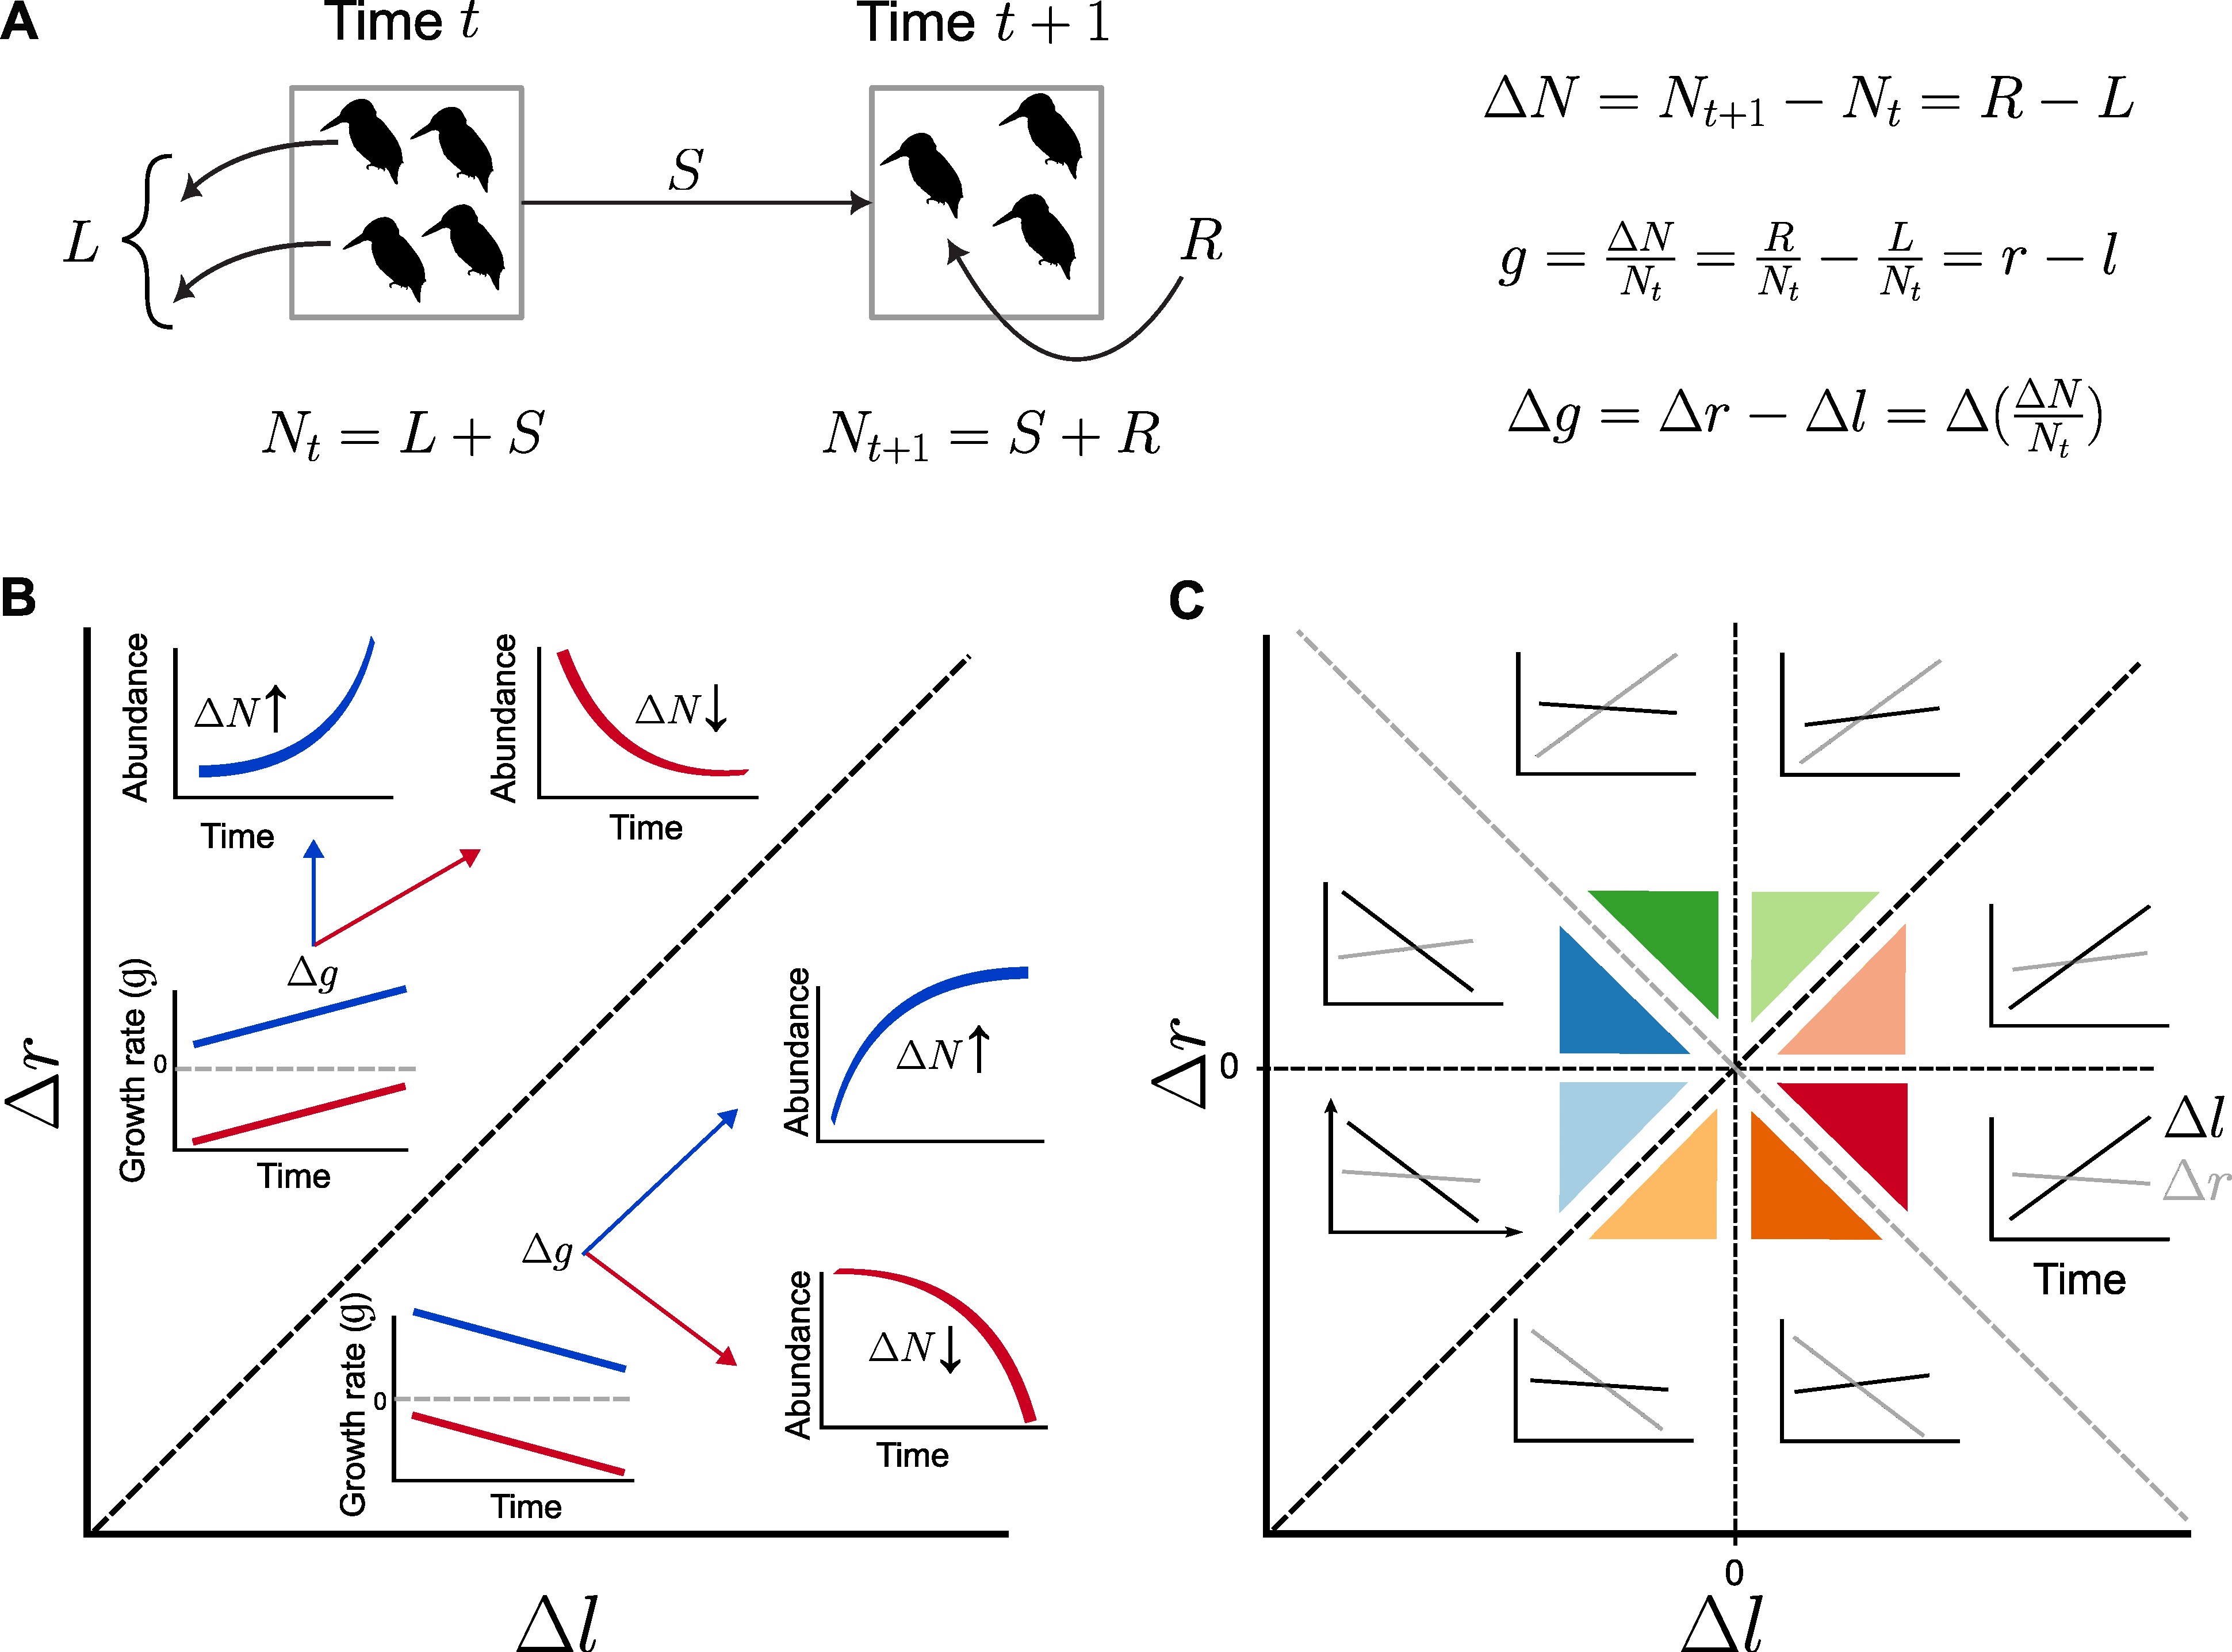 A
Time t
Time t + 1
L
S
R
N_t = L + S
N_{t+1} = S + R
ΔN = N_{t+1} − N_t = R − L
g = ΔN/N_t = R/N_t − L/N_t = r − l
Δg = Δr − Δl = Δ(ΔN/N_t)
B
Abundance
ΔN↑
Time
Abundance
ΔN↓
Time
Δg
Growth rate (g)
0
Time
Abundance
ΔN↑
Δg
Growth rate (g)
0
Time
Abundance
ΔN↓
Time
Δr
Δl
C
Δr
0
Δl
Δr
Time
0
Δl